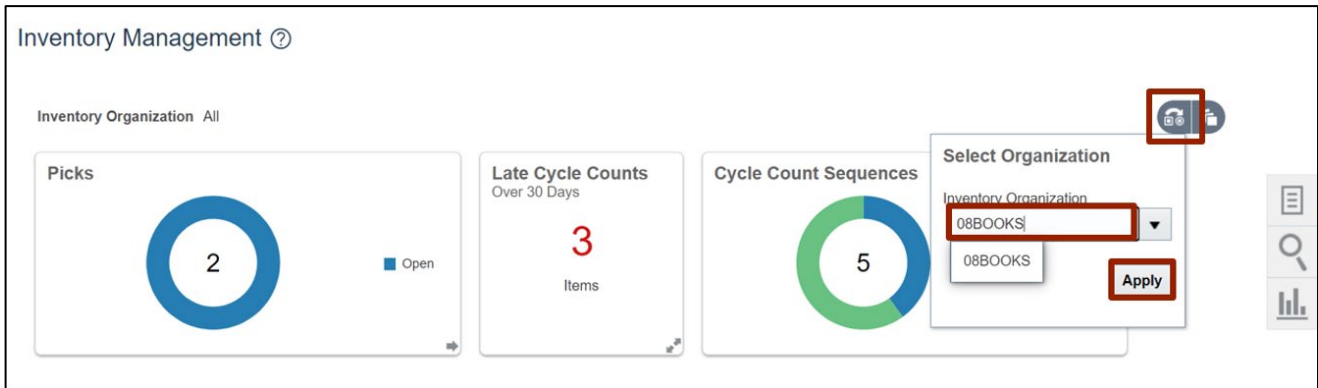 Inventory Management ?
Inventory Organization All
Picks
2
Open
Late Cycle Counts
Over 30 Days
3
Items
Cycle Count Sequences
5
Select Organization
Inventory Organization
08BOOKS
08BOOKS
Apply